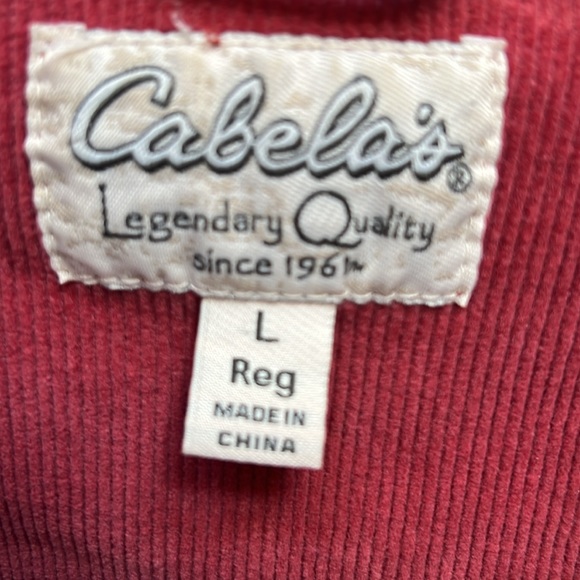 Cabela's®
Legendary Quality
since 1961™
L
Reg
MADE IN
CHINA